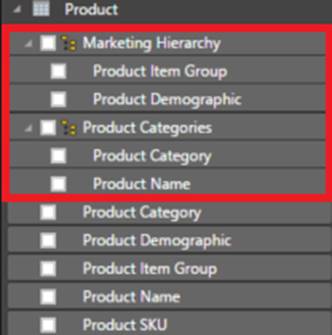 Product
Marketing Hierarchy
Product Item Group
Product Demographic
Product Categories
Product Category
Product Name
Product Category
Product Demographic
Product Item Group
Product Name
Product SKU